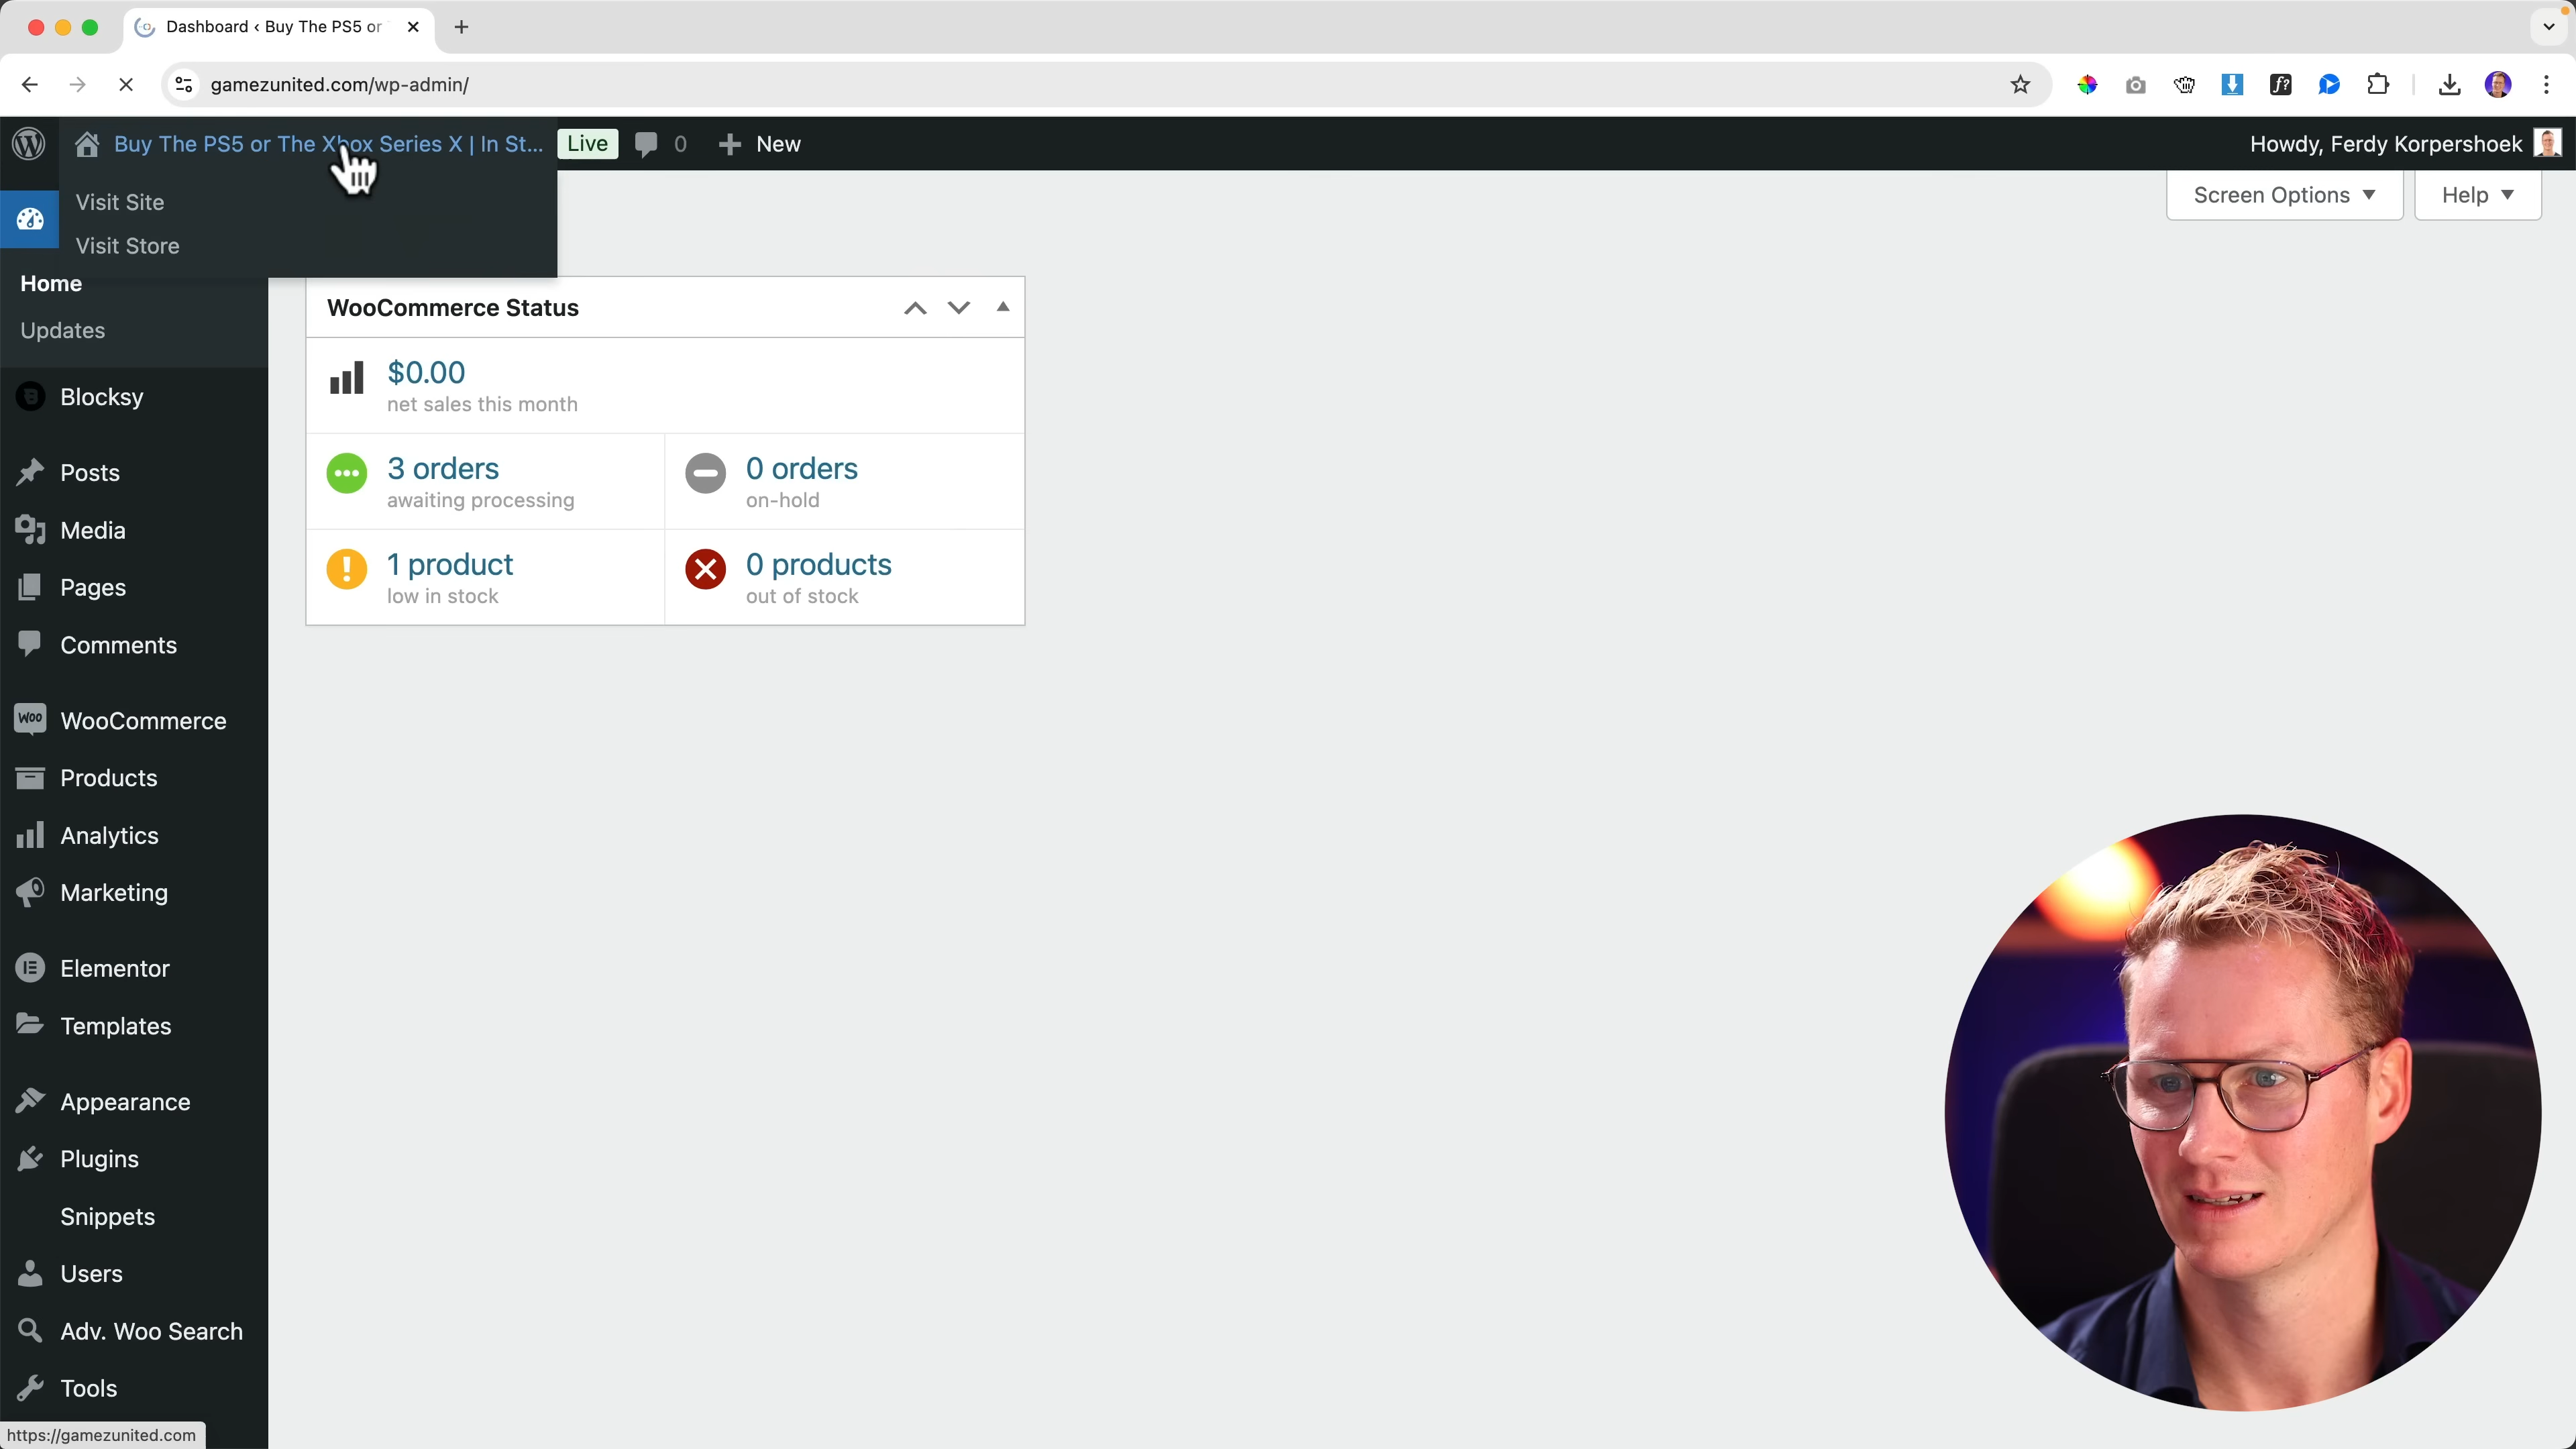 Dashboard ‹ Buy The PS5 or
gamezunited.com/wp-admin/
Buy The PS5 or The Xbox Series X | In St...
Live
0
New
Howdy, Ferdy Korpershoek
Visit Site
Visit Store
Screen Options
Help
Home
Updates
Blocksy
Posts
Media
Pages
Comments
Woo
WooCommerce
Products
Analytics
Marketing
Elementor
Templates
Appearance
Plugins
Snippets
Users
Adv. Woo Search
Tools
WooCommerce Status
$0.00
net sales this month
3 orders
awaiting processing
0 orders
on-hold
1 product
low in stock
0 products
out of stock
https://gamezunited.com